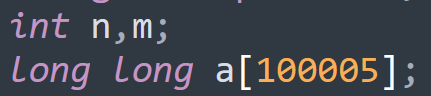 int n,m;
long long a[100005];